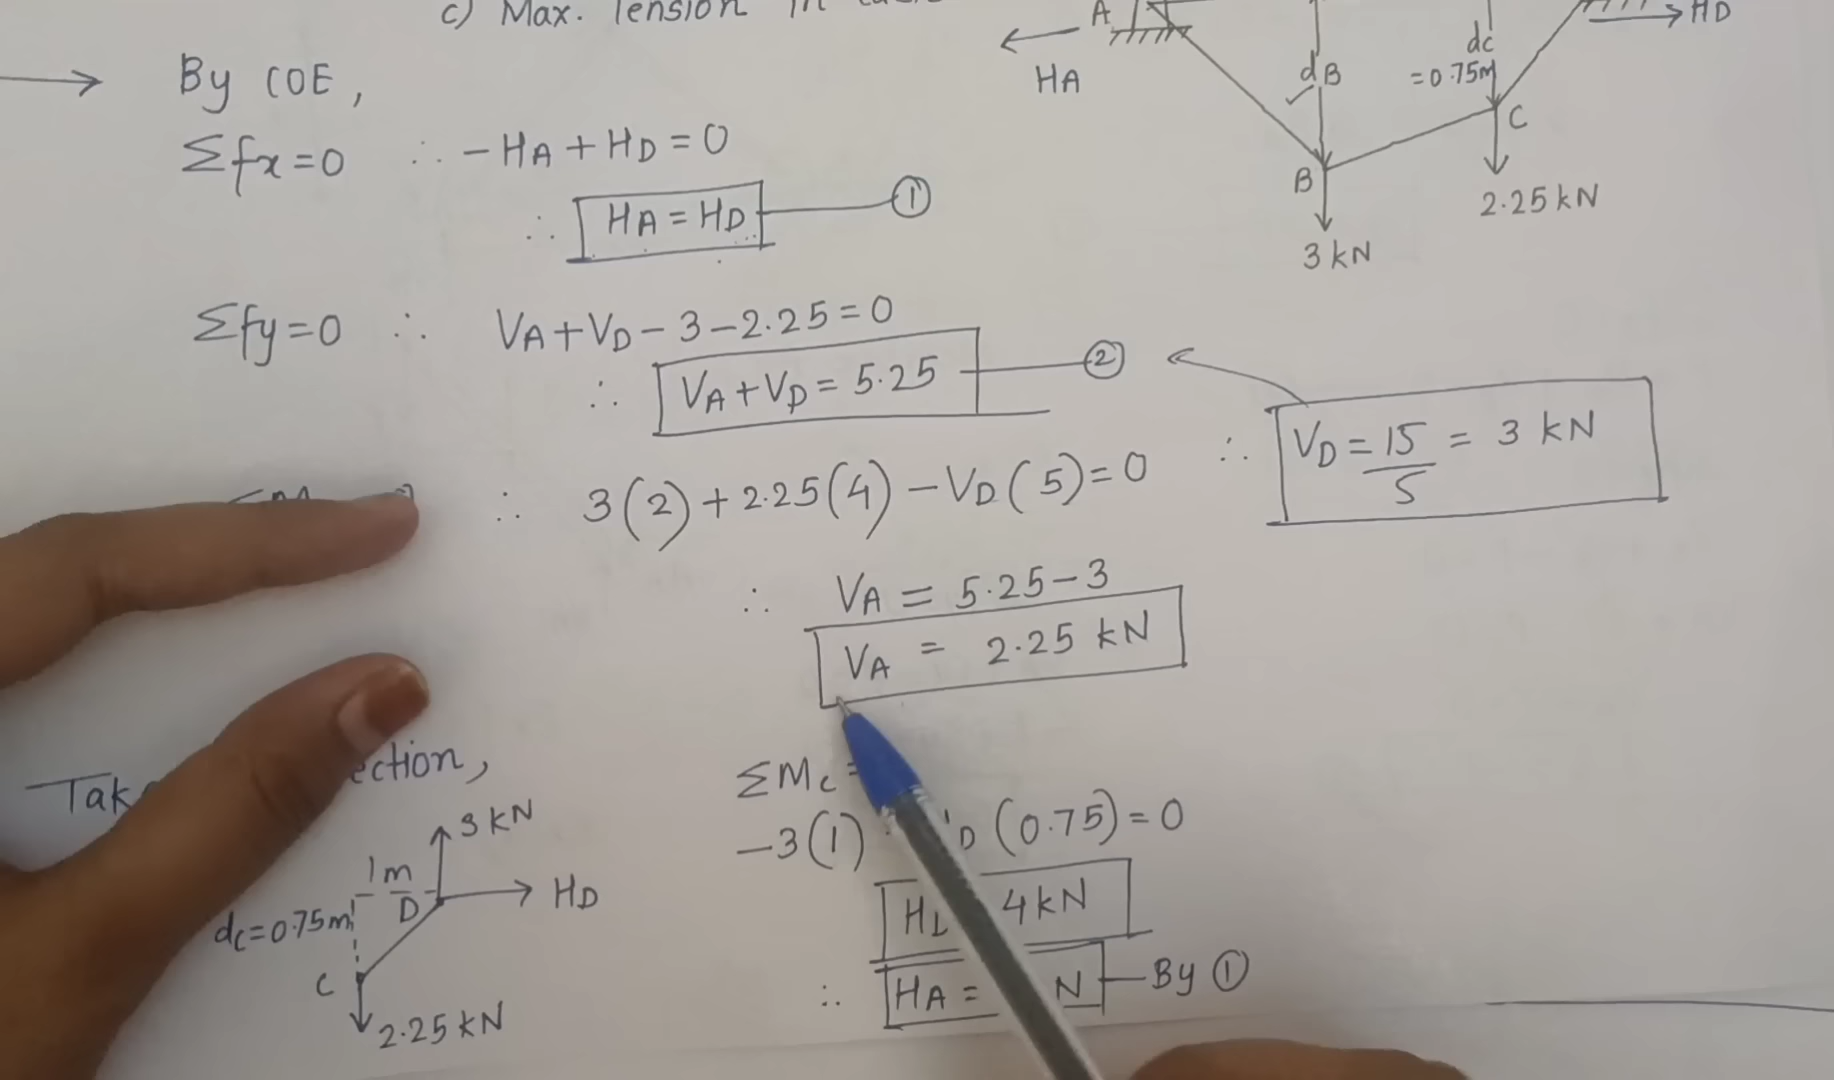 c) Max. Tension in
By COE,
Σfx=0 ∴ -HA+HD=0
∴ HA=HD ①
Σfy=0 ∴ VA+VD-3-2.25=0
∴ VA+VD=5.25 ②
∴ 3(2)+2.25(4)-VD(5)=0
∴ VD=15/5=3 kN
∴ VA=5.25-3
VA=2.25 kN
ΣMc=
-3(1) D(0.75)=0
4kN
∴ HA= N By ①
3 kN
1m
D
HD
dc=0.75m
C
2.25 kN
A
HA
HD
dB
dc
=0.75m
C
B
2.25 kN
3 kN